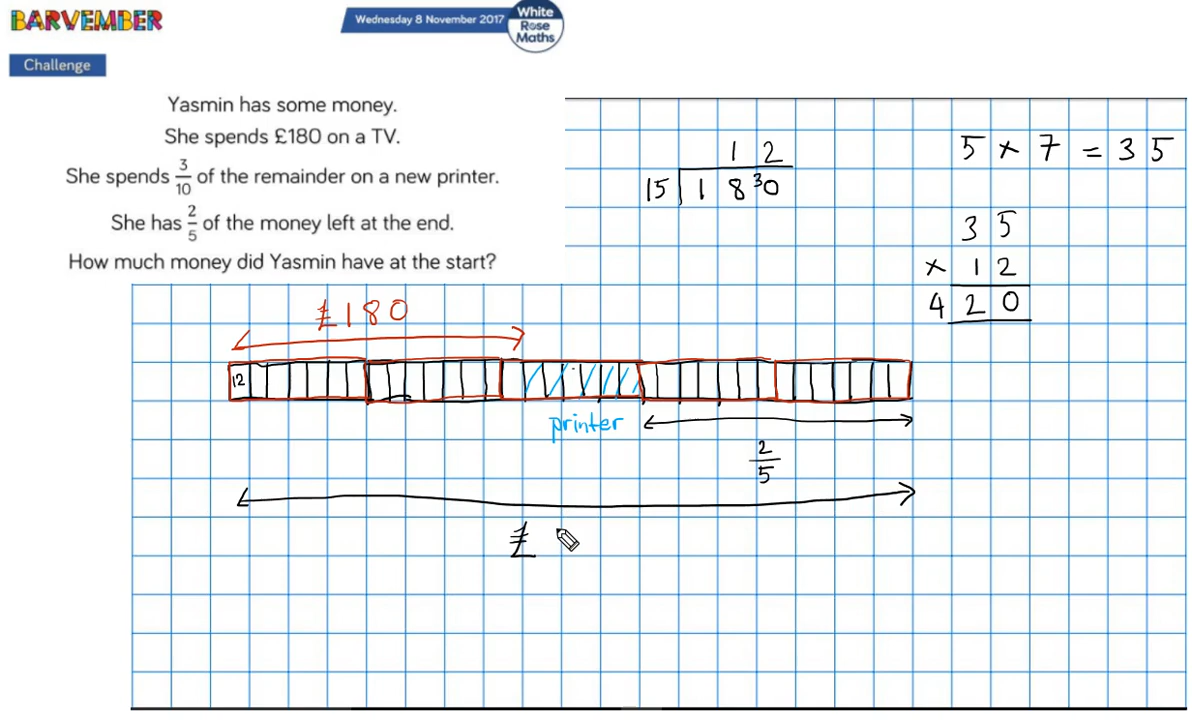 BARVEMBER
Wednesday 8 November 2017
White
Rose
Maths
Challenge
Yasmin has some money.
She spends £180 on a TV.
She spends 3/10 of the remainder on a new printer.
She has 2/5 of the money left at the end.
How much money did Yasmin have at the start?
12
15 1 8 30
5 × 7 = 35
35
× 12
420
£180
12
printer
2/5
£